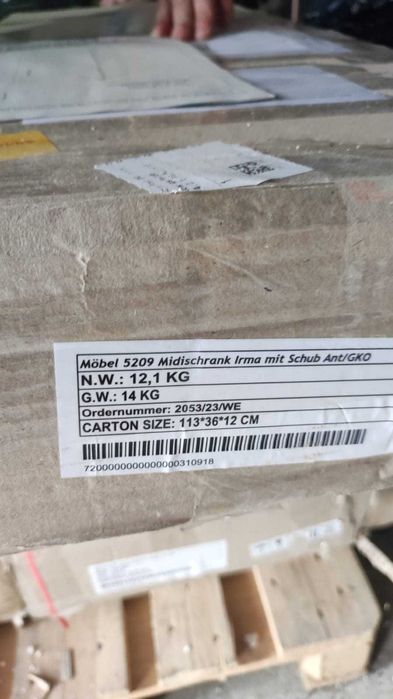 Möbel 5209 Midischrank Irma mit Schub Ant/GKO
N.W.: 12,1 KG
G.W.: 14 KG
Ordernummer: 2053/23/WE
CARTON SIZE: 113*36*12 CM
7200000000000000310918